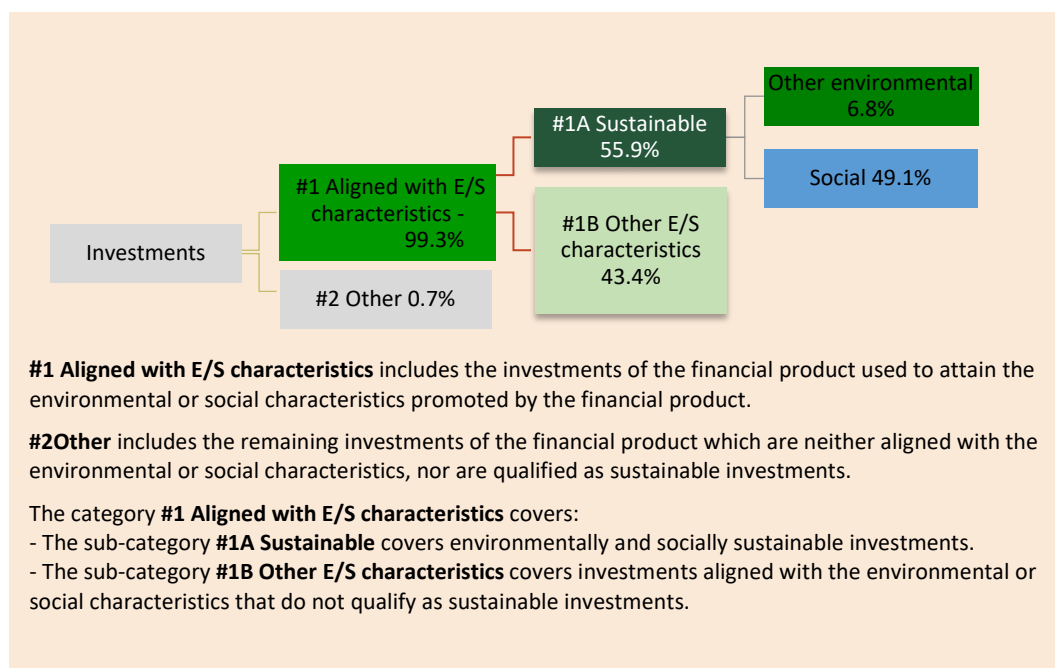 Other environmental
6.8%
#1A Sustainable
55.9%
Social 49.1%
#1 Aligned with E/S
characteristics -
99.3%
#1B Other E/S
characteristics
43.4%
Investments
#2 Other 0.7%
#1 Aligned with E/S characteristics includes the investments of the financial product used to attain the
environmental or social characteristics promoted by the financial product.
#2Other includes the remaining investments of the financial product which are neither aligned with the
environmental or social characteristics, nor are qualified as sustainable investments.
The category #1 Aligned with E/S characteristics covers:
- The sub-category #1A Sustainable covers environmentally and socially sustainable investments.
- The sub-category #1B Other E/S characteristics covers investments aligned with the environmental or
social characteristics that do not qualify as sustainable investments.